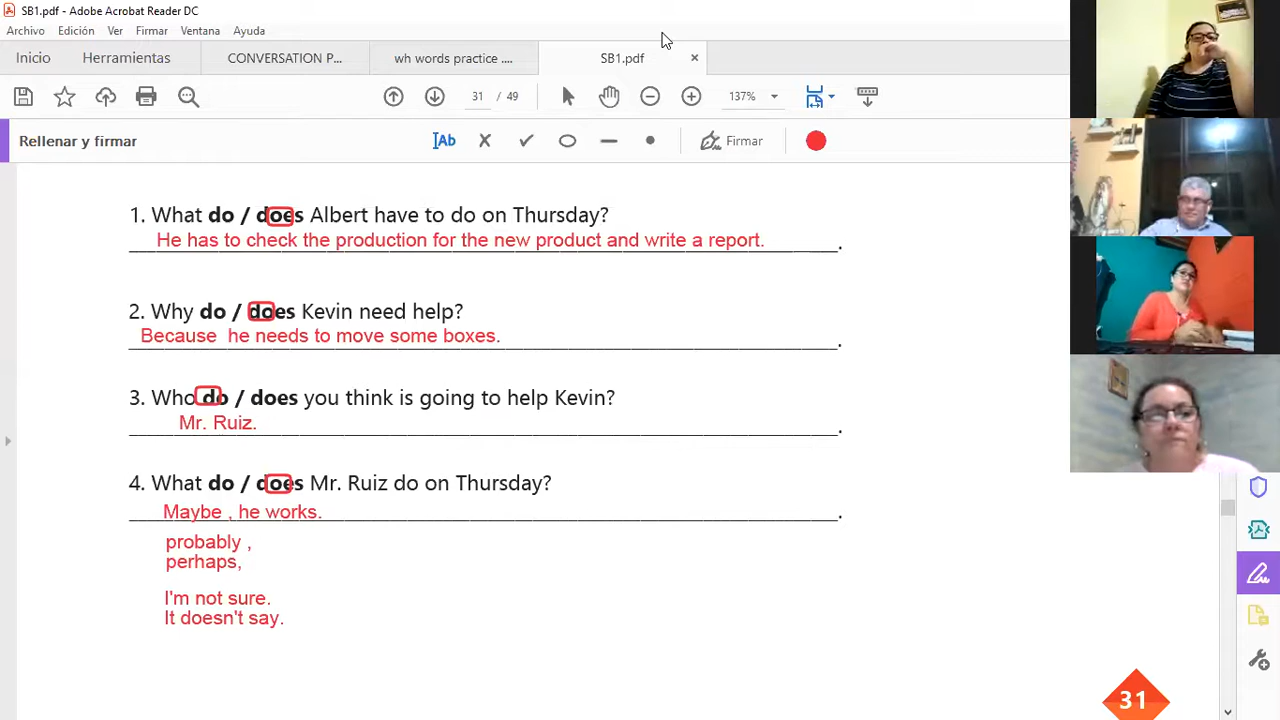 SB1.pdf - Adobe Acrobat Reader DC
Archivo Edición Ver Firmar Ventana Ayuda
Inicio Herramientas CONVERSATION P... wh words practice .... SB1.pdf ×
31 / 49 137%
Rellenar y firmar Ab Firmar
1. What do / does Albert have to do on Thursday?
He has to check the production for the new product and write a report.
2. Why do / does Kevin need help?
Because he needs to move some boxes.
3. Who do / does you think is going to help Kevin?
Mr. Ruiz.
4. What do / does Mr. Ruiz do on Thursday?
Maybe , he works.
probably ,
perhaps,
I'm not sure.
It doesn't say.
31